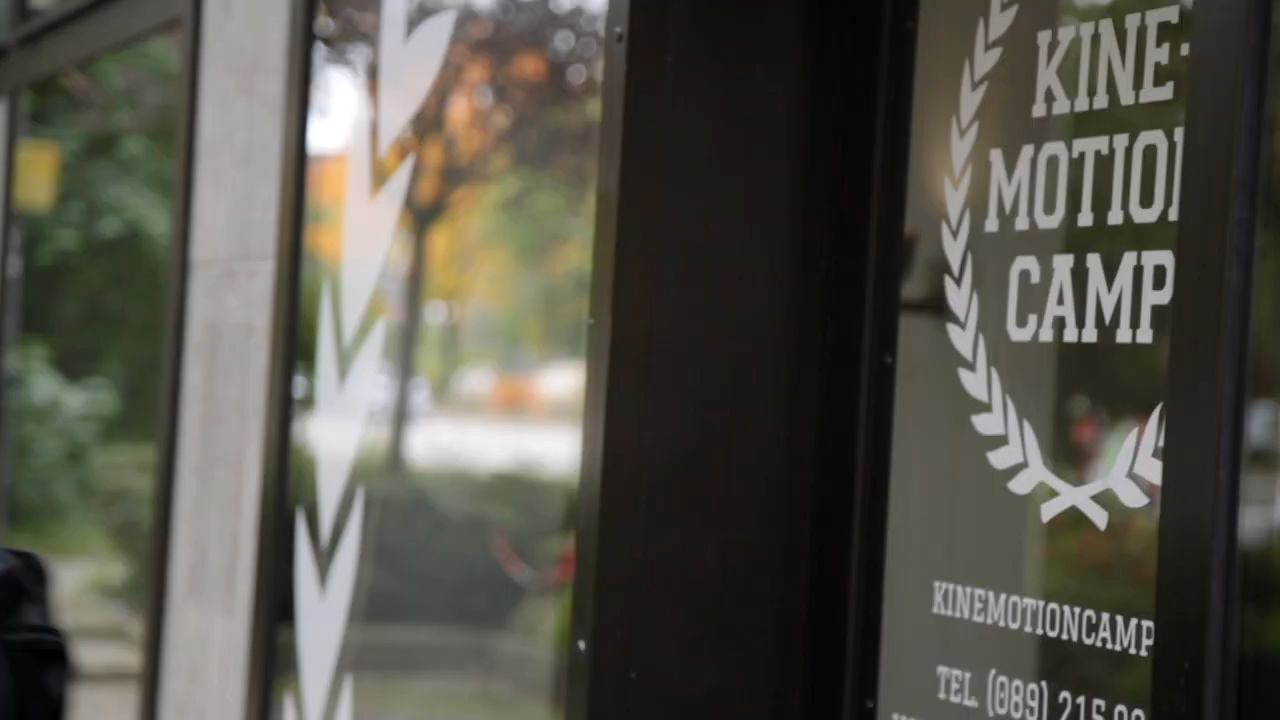 KINE-
MOTION
CAMP
KINEMOTIONCAMP
TEL. (089) 215